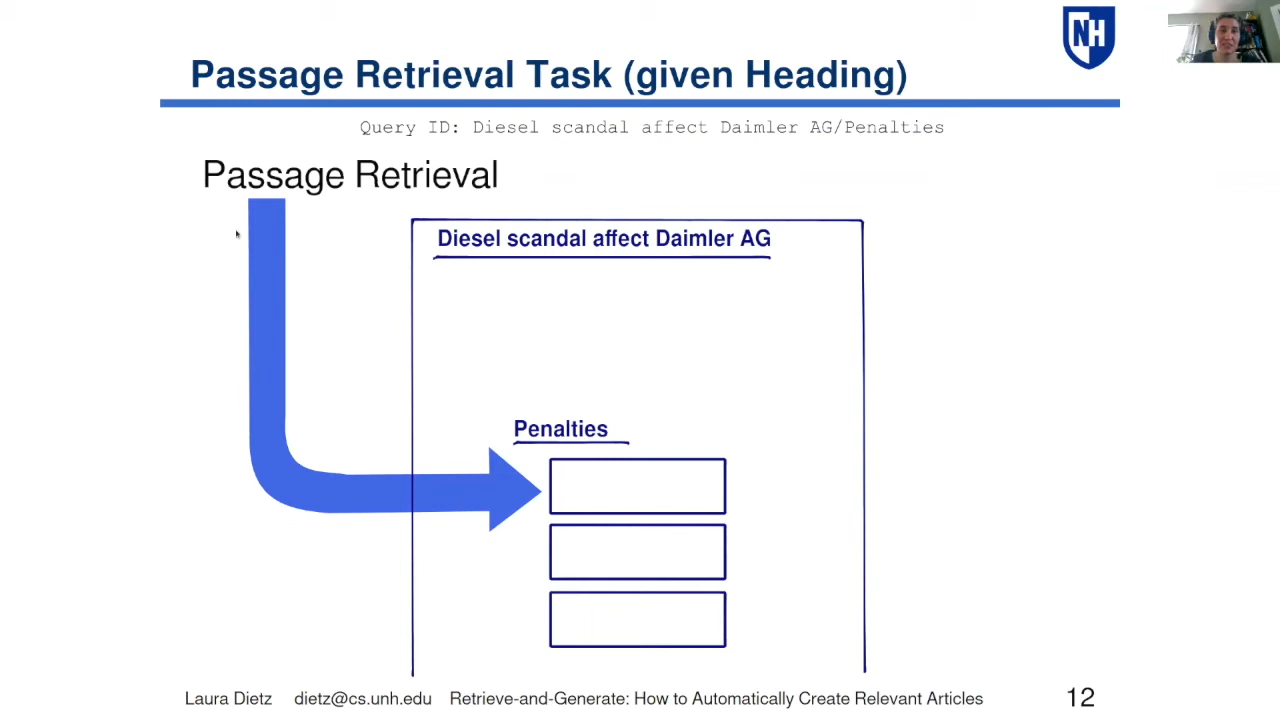 NH
Passage Retrieval Task (given Heading)
Query ID: Diesel scandal affect Daimler AG/Penalties
Passage Retrieval
Diesel scandal affect Daimler AG
Penalties
Laura Dietz dietz@cs.unh.edu Retrieve-and-Generate: How to Automatically Create Relevant Articles 12